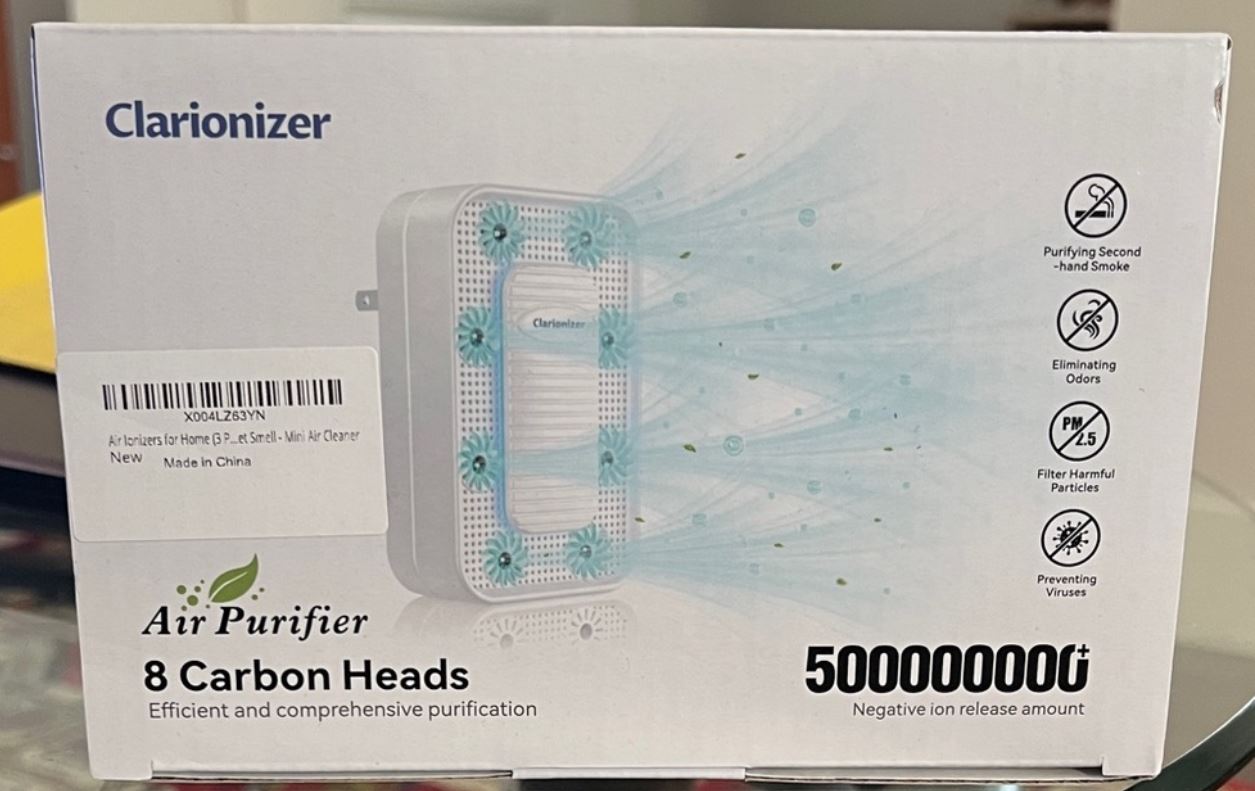 Clarionizer
Clarionizer
Purifying Second
-hand Smoke
Eliminating
Odors
PM
2.5
Filter Harmful
Particles
Preventing
Viruses
X004LZ63YN
Air Ionizers for Home (3 P...et Smell - Mini Air Cleaner
New Made in China
Air Purifier
8 Carbon Heads
Efficient and comprehensive purification
500000000+
Negative ion release amount